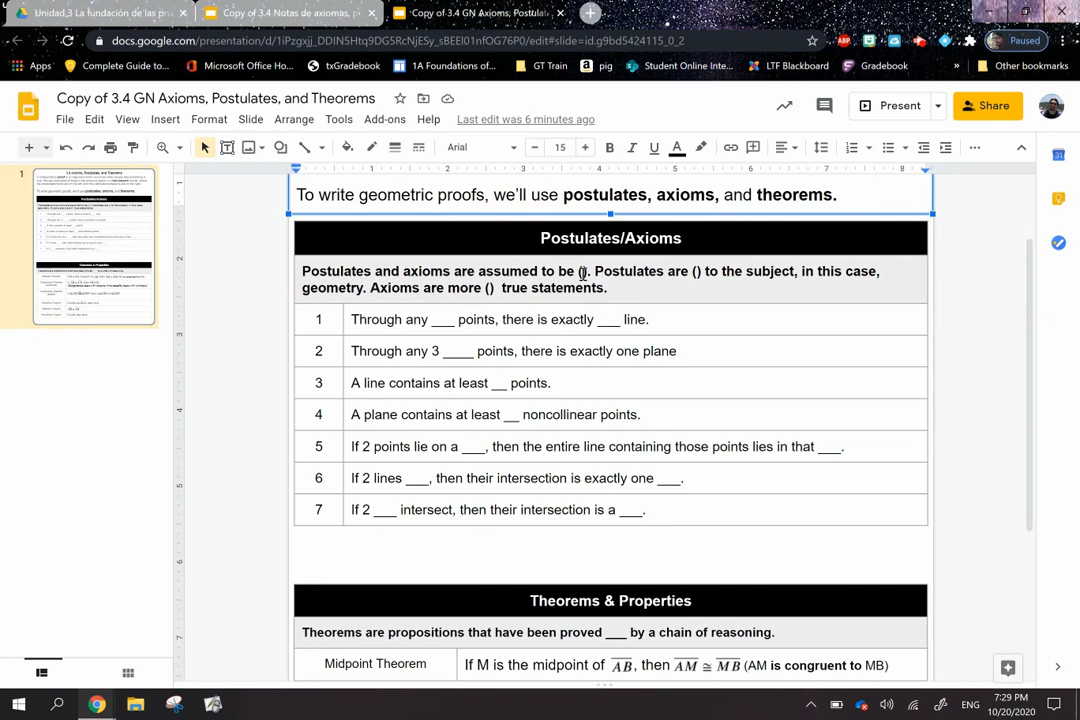 Unidad_3 La fundación de las pr
Copy of 3.4 Notas de axiomas, p
Copy of 3.4 GN Axioms, Postulat
docs.google.com/presentation/d/1iPzgxjj_DDIN5Htq9DG5RcNjESy_s8EEl01nfOG76P0/edit#slide=id.g9bd5424115_0_2
Paused
Apps
Complete Guide to...
Microsoft Office Ho...
txGradebook
1A Foundations of...
GT Train
pig
Student Online Inte...
LTF Blackboard
Gradebook
»
Other bookmarks
Copy of 3.4 GN Axioms, Postulates, and Theorems
File Edit View Insert Format Slide Arrange Tools Add-ons Help Last edit was 6 minutes ago
Present
Share
Arial
15
To write geometric proofs, we'll use postulates, axioms, and theorems.
Postulates/Axioms
Postulates and axioms are assumed to be (). Postulates are () to the subject, in this case,
geometry. Axioms are more () true statements.
1 Through any ___ points, there is exactly ___ line.
2 Through any 3 ____ points, there is exactly one plane
3 A line contains at least __ points.
4 A plane contains at least __ noncollinear points.
5 If 2 points lie on a ___, then the entire line containing those points lies in that ___.
6 If 2 lines ___, then their intersection is exactly one ___.
7 If 2 ___ intersect, then their intersection is a ___.
Theorems & Properties
Theorems are propositions that have been proved ___ by a chain of reasoning.
Midpoint Theorem If M is the midpoint of AB, then AM ≅ MB (AM is congruent to MB)
ENG
7:29 PM
10/20/2020